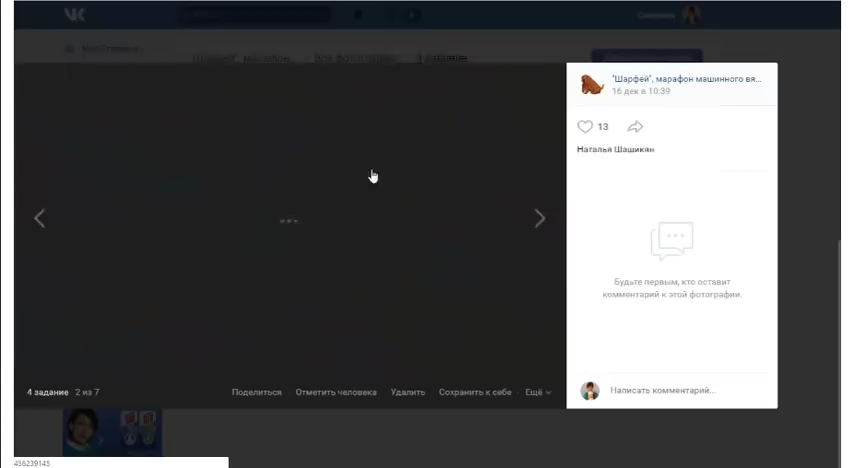 "Шарфей", марафон машинного вя...
16 дек в 10:39
13
Наталья Шашикян
Будьте первым, кто оставит
комментарий к этой фотографии.
4 задание 2 из 7
Поделиться Отметить человека Удалить Сохранить к себе Ещё
Написать комментарий...
456239145